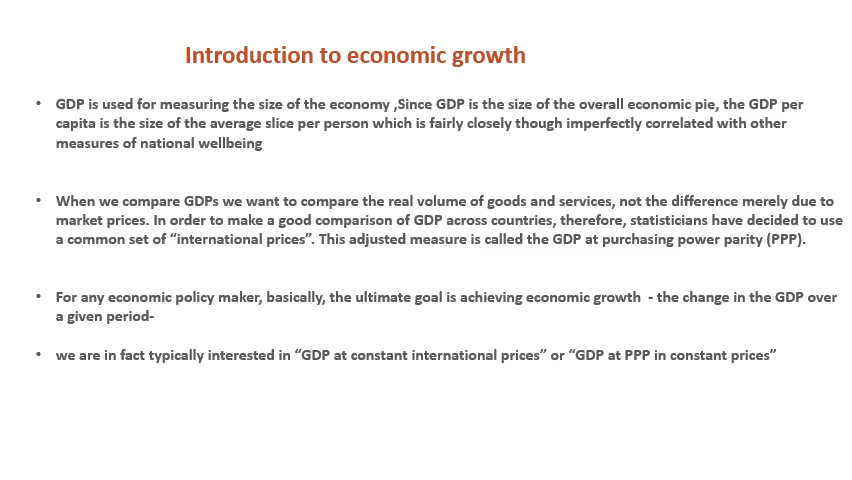 Introduction to economic growth
• GDP is used for measuring the size of the economy ,Since GDP is the size of the overall economic pie, the GDP per
capita is the size of the average slice per person which is fairly closely though imperfectly correlated with other
measures of national wellbeing
• When we compare GDPs we want to compare the real volume of goods and services, not the difference merely due to
market prices. In order to make a good comparison of GDP across countries, therefore, statisticians have decided to use
a common set of “international prices”. This adjusted measure is called the GDP at purchasing power parity (PPP).
• For any economic policy maker, basically, the ultimate goal is achieving economic growth - the change in the GDP over
a given period-
• we are in fact typically interested in “GDP at constant international prices” or “GDP at PPP in constant prices”